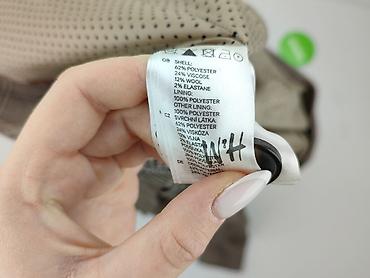 GB SHELL:
62% POLYESTER
24% VISCOSE
12% WOOL
2% ELASTANE
LINING:
100% POLYESTER
OTHER LINING:
100% POLYESTER
CZ SVRCHNÍ LÁTKA:
62% POLYESTER
24% VISKÓZA
12% VLNA
W.H